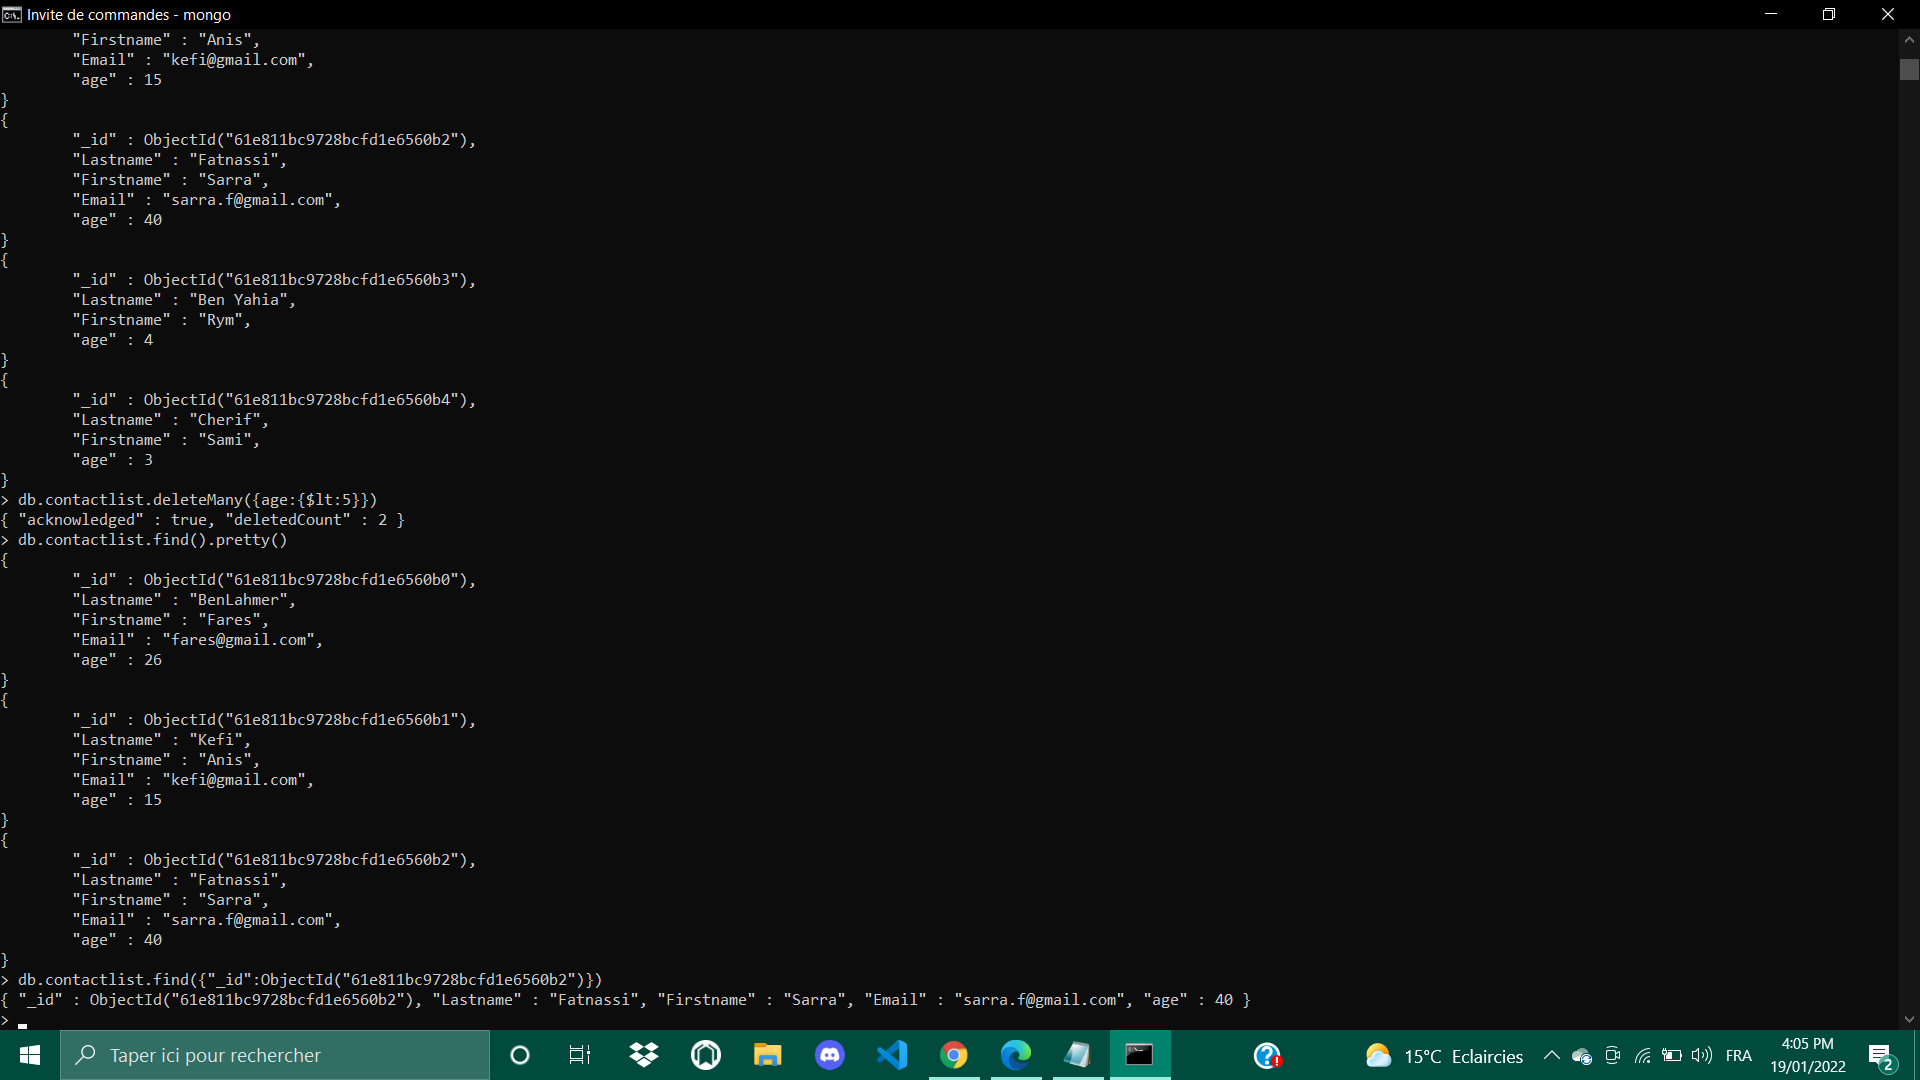 Invite de commandes - mongo
"Firstname" : "Anis",
"Email" : "kefi@gmail.com",
"age" : 15
}
{
"_id" : ObjectId("61e811bc9728bcfd1e6560b2"),
"Lastname" : "Fatnassi",
"Firstname" : "Sarra",
"Email" : "sarra.f@gmail.com",
"age" : 40
}
{
"_id" : ObjectId("61e811bc9728bcfd1e6560b3"),
"Lastname" : "Ben Yahia",
"Firstname" : "Rym",
"age" : 4
}
{
"_id" : ObjectId("61e811bc9728bcfd1e6560b4"),
"Lastname" : "Cherif",
"Firstname" : "Sami",
"age" : 3
}
> db.contactlist.deleteMany({age:{$lt:5}})
{ "acknowledged" : true, "deletedCount" : 2 }
> db.contactlist.find().pretty()
{
"_id" : ObjectId("61e811bc9728bcfd1e6560b0"),
"Lastname" : "BenLahmer",
"Firstname" : "Fares",
"Email" : "fares@gmail.com",
"age" : 26
}
{
"_id" : ObjectId("61e811bc9728bcfd1e6560b1"),
"Lastname" : "Kefi",
"Firstname" : "Anis",
"Email" : "kefi@gmail.com",
"age" : 15
}
{
"_id" : ObjectId("61e811bc9728bcfd1e6560b2"),
"Lastname" : "Fatnassi",
"Firstname" : "Sarra",
"Email" : "sarra.f@gmail.com",
"age" : 40
}
> db.contactlist.find({"_id":ObjectId("61e811bc9728bcfd1e6560b2")})
{ "_id" : ObjectId("61e811bc9728bcfd1e6560b2"), "Lastname" : "Fatnassi", "Firstname" : "Sarra", "Email" : "sarra.f@gmail.com", "age" : 40 }
>
Taper ici pour rechercher
15°C Eclaircies
FRA
4:05 PM
19/01/2022
2